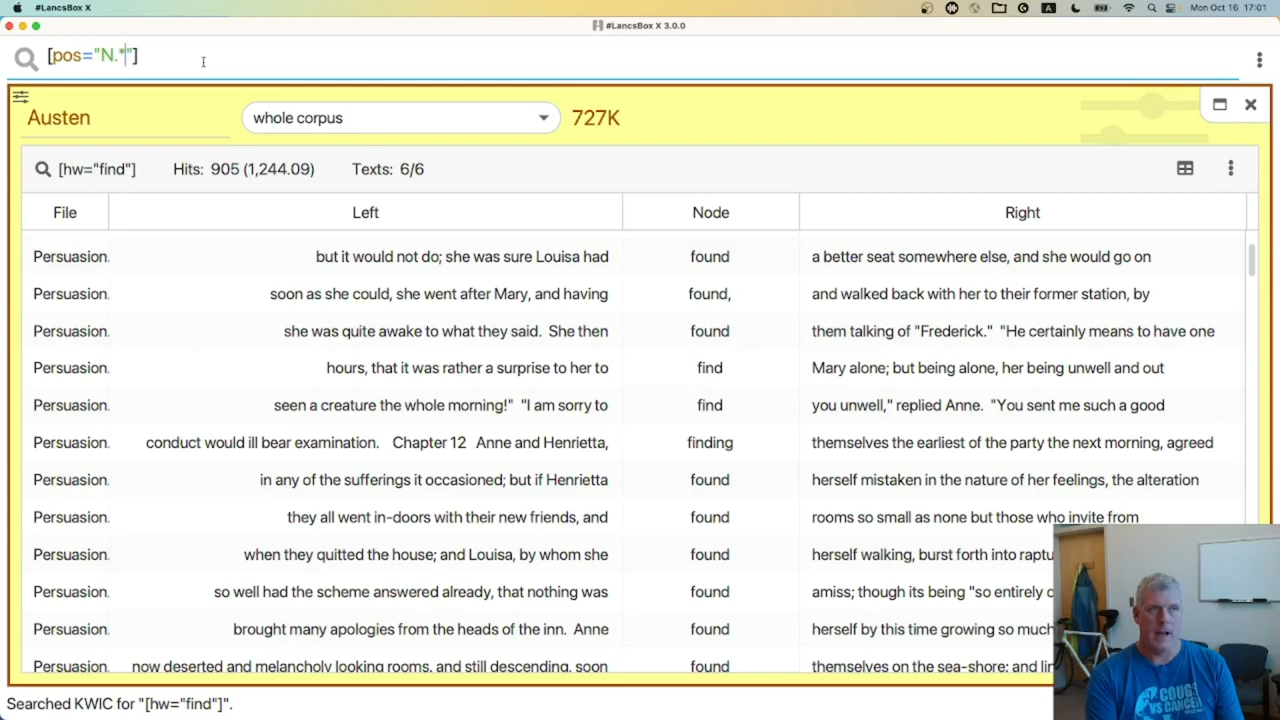 #LancsBox X
Mon Oct 16 17:01
#LancsBox X 3.0.0
[pos="N.*"]
Austen whole corpus 727K
[hw="find"] Hits: 905 (1,244.09) Texts: 6/6
File Left Node Right
Persuasion. but it would not do; she was sure Louisa had found a better seat somewhere else, and she would go on
Persuasion. soon as she could, she went after Mary, and having found, and walked back with her to their former station, by
Persuasion. she was quite awake to what they said. She then found them talking of "Frederick." "He certainly means to have one
Persuasion. hours, that it was rather a surprise to her to find Mary alone; but being alone, her being unwell and out
Persuasion. seen a creature the whole morning!" "I am sorry to find you unwell," replied Anne. "You sent me such a good
Persuasion. conduct would ill bear examination. Chapter 12 Anne and Henrietta, finding themselves the earliest of the party the next morning, agreed
Persuasion. in any of the sufferings it occasioned; but if Henrietta found herself mistaken in the nature of her feelings, the alteration
Persuasion. they all went in-doors with their new friends, and found rooms so small as none but those who invite from
Persuasion. when they quitted the house; and Louisa, by whom she found herself walking, burst forth into raptu
Persuasion. so well had the scheme answered already, that nothing was found amiss; though its being "so entirely
Persuasion. brought many apologies from the heads of the inn. Anne found herself by this time growing so much
Persuasion. now deserted and melancholy looking rooms, and still descending, soon found themselves on the sea-shore; and
COUGS
VS CANCER
Searched KWIC for "[hw="find"]".